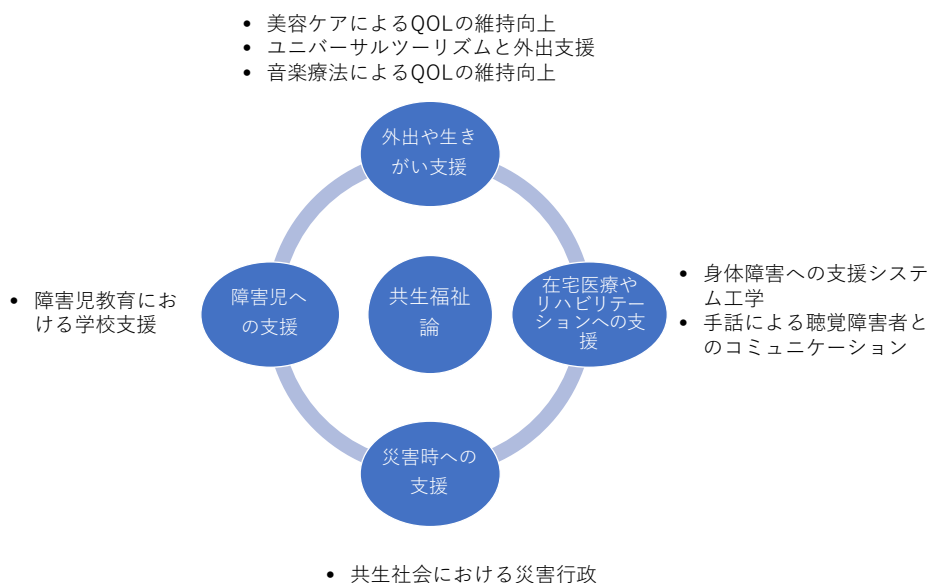 • 美容ケアによるQOLの維持向上
• ユニバーサルツーリズムと外出支援
• 音楽療法によるQOLの維持向上
外出や生き
がい支援
• 障害児教育にお
ける学校支援
障害児へ
の支援
共生福祉
論
在宅医療や
リハビリテー
ションへの支
援
• 身体障害への支援システ
ム工学
• 手話による聴覚障害者と
のコミュニケーション
災害時への
支援
• 共生社会における災害行政